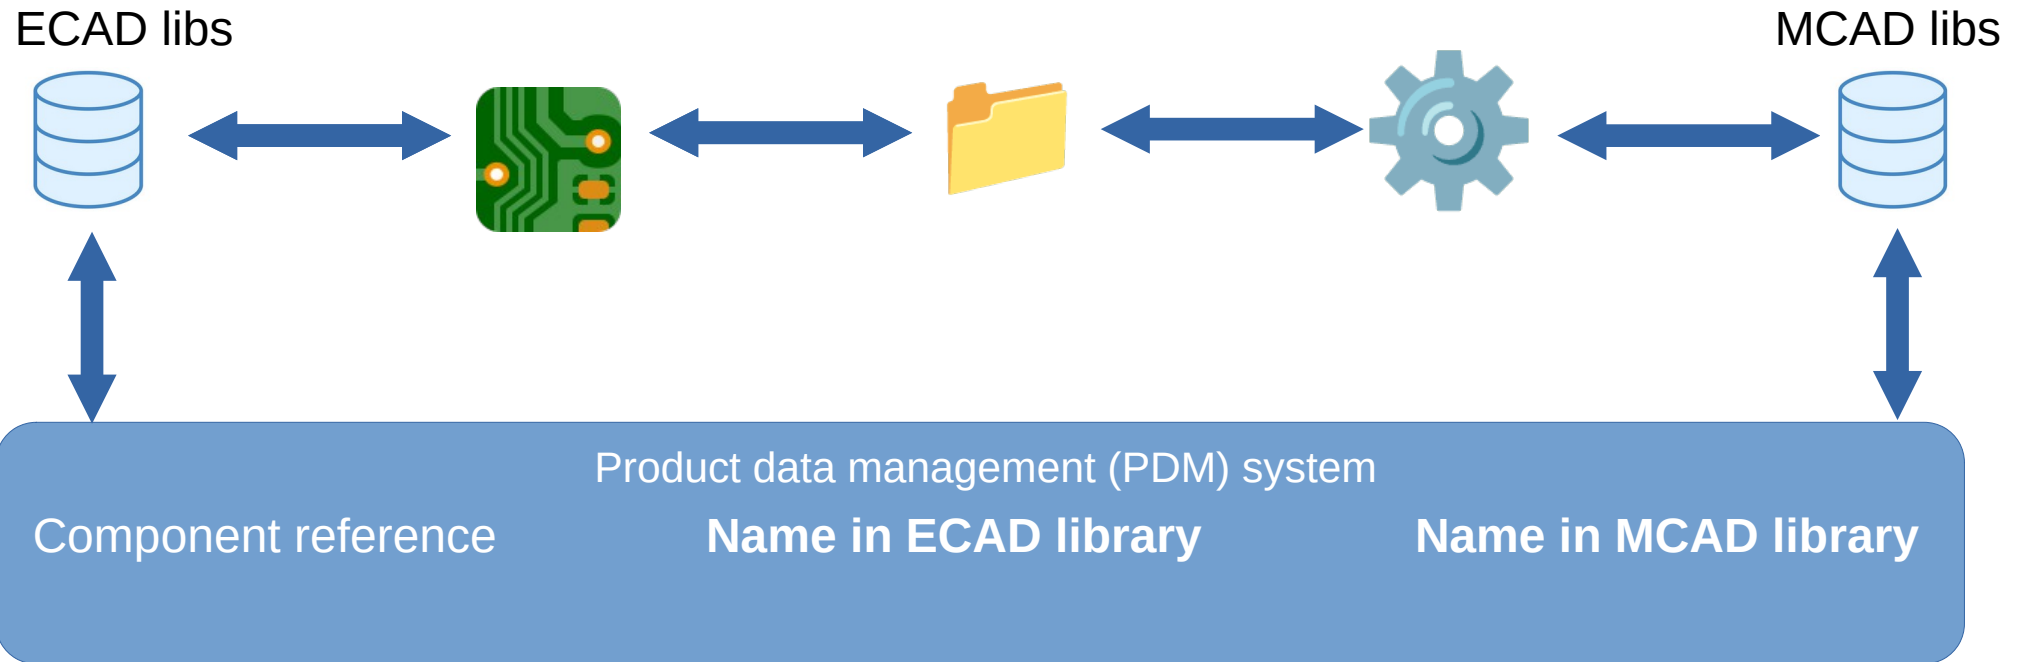 ECAD libs
MCAD libs
Product data management (PDM) system
Component reference
Name in ECAD library
Name in MCAD library